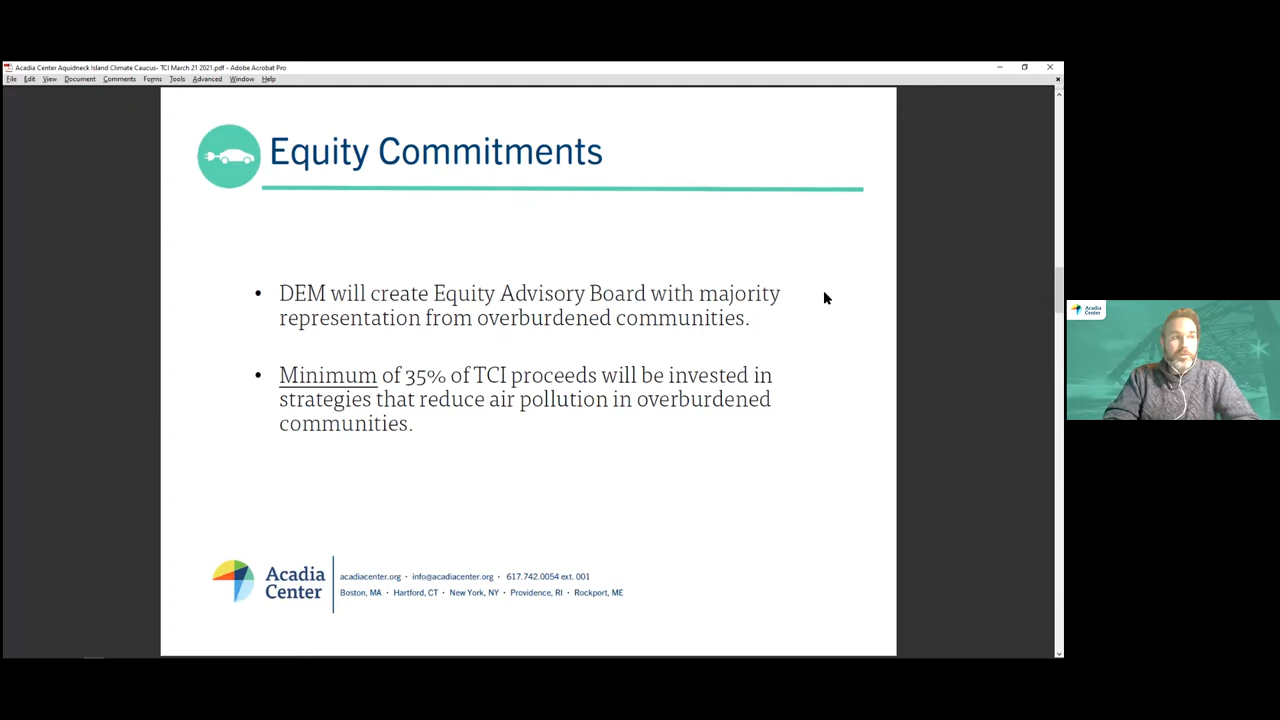 Acadia Center Aquidneck Island Climate Caucus- TCI March 21 2021.pdf - Adobe Acrobat Pro
File Edit View Document Comments Forms Tools Advanced Window Help
Equity Commitments
• DEM will create Equity Advisory Board with majority
representation from overburdened communities.
• Minimum of 35% of TCI proceeds will be invested in
strategies that reduce air pollution in overburdened
communities.
Acadia
Center
acadiacenter.org · info@acadiacenter.org · 617.742.0054 ext. 001
Boston, MA · Hartford, CT · New York, NY · Providence, RI · Rockport, ME
Acadia
Center